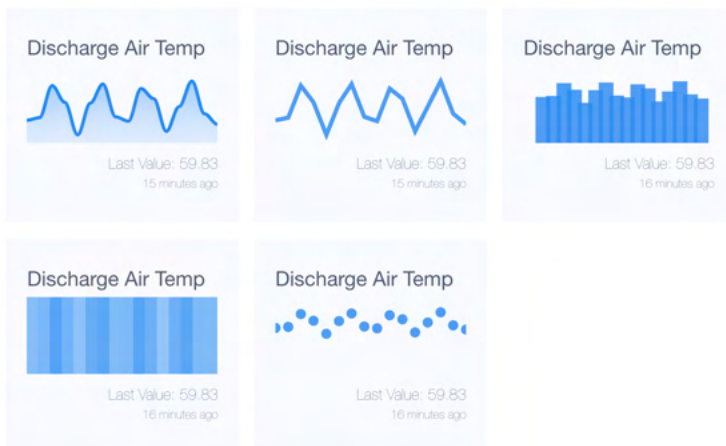 Discharge Air Temp
Last Value: 59.83
15 minutes ago
Discharge Air Temp
Last Value: 59.83
15 minutes ago
Discharge Air Temp
Last Value: 59.83
16 minutes ago
Discharge Air Temp
Last Value: 59.83
16 minutes ago
Discharge Air Temp
Last Value: 59.83
16 minutes ago